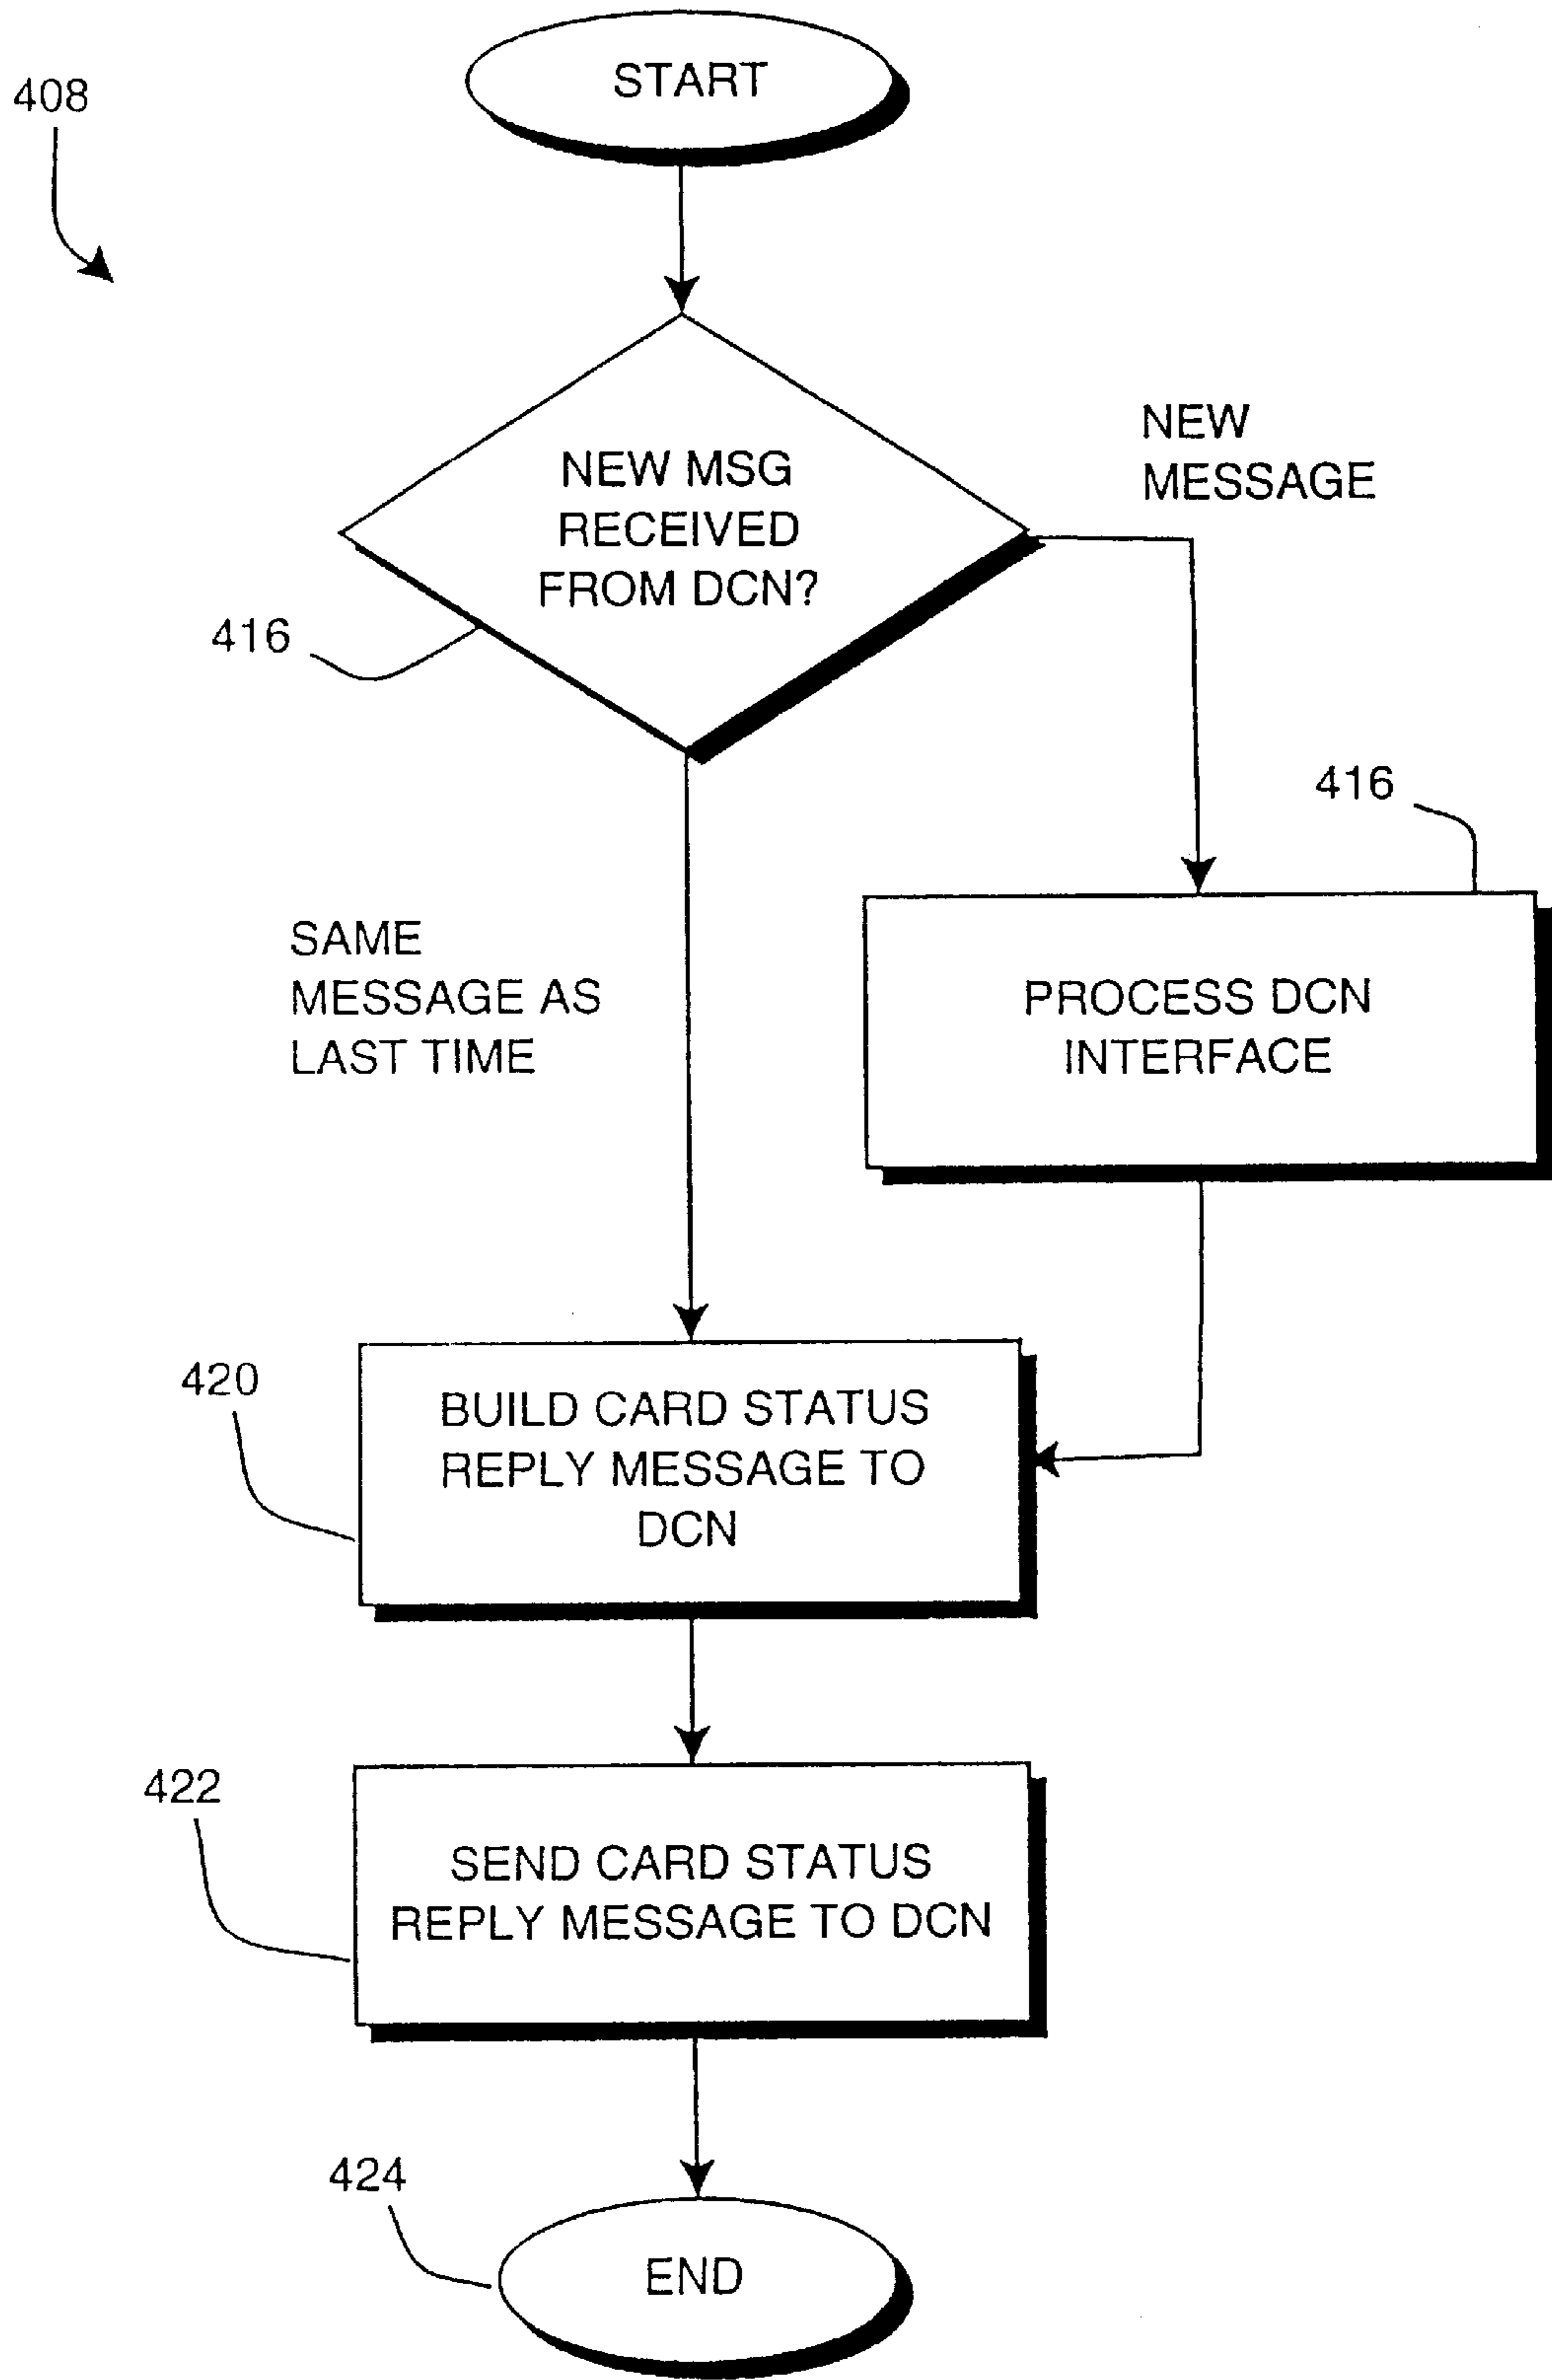 START
408
NEW MSG
RECEIVED
FROM DCN?
NEW
MESSAGE
416
416
SAME
MESSAGE AS
LAST TIME
PROCESS DCN
INTERFACE
420
BUILD CARD STATUS
REPLY MESSAGE TO
DCN
422
SEND CARD STATUS
REPLY MESSAGE TO DCN
424
END